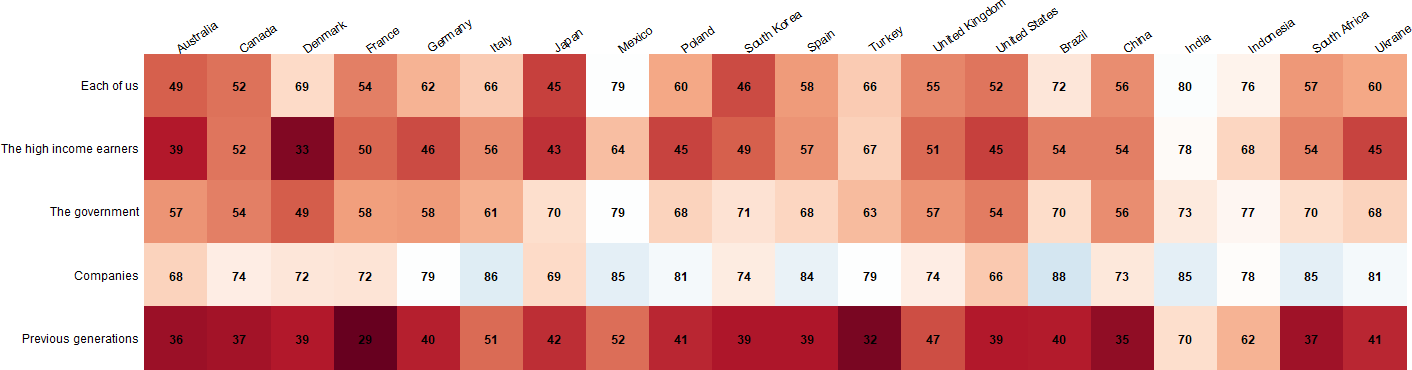 Australia Canada Denmark France Germany Italy Japan Mexico Poland South Korea Spain Turkey United Kingdom United States Brazil China India Indonesia South Africa Ukraine
Each of us 49 52 69 54 62 66 45 79 60 46 58 66 55 52 72 56 80 76 57 60
The high income earners 39 52 33 50 46 56 43 64 45 49 57 67 51 45 54 54 78 68 54 45
The government 57 54 49 58 58 61 70 79 68 71 68 63 57 54 70 56 73 77 70 68
Companies 68 74 72 72 79 86 69 85 81 74 84 79 74 66 88 73 85 78 85 81
Previous generations 36 37 39 29 40 51 42 52 41 39 39 32 47 39 40 35 70 62 37 41